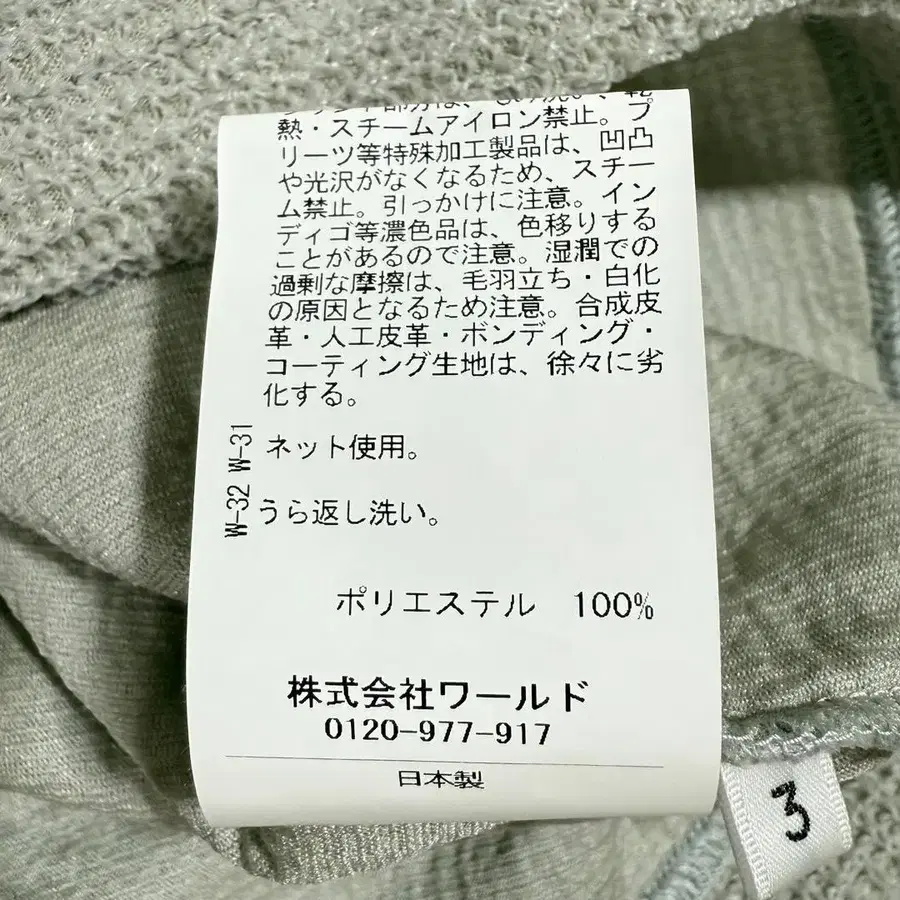 熱・スチームアイロン禁止。プ
リーツ等特殊加工製品は、凹凸
や光沢がなくなるため、スチー
ム禁止。引っかけに注意。イン
ディゴ等濃色品は、色移りする
ことがあるので注意。湿潤での
過剰な摩擦は、毛羽立ち・白化
の原因となるため注意。合成皮
革・人工皮革・ボンディング・
コーティング生地は、徐々に劣
化する。
W-31 ネット使用。
W-32 うら返し洗い。
ポリエステル 100%
株式会社ワールド
0120-977-917
日本製
3